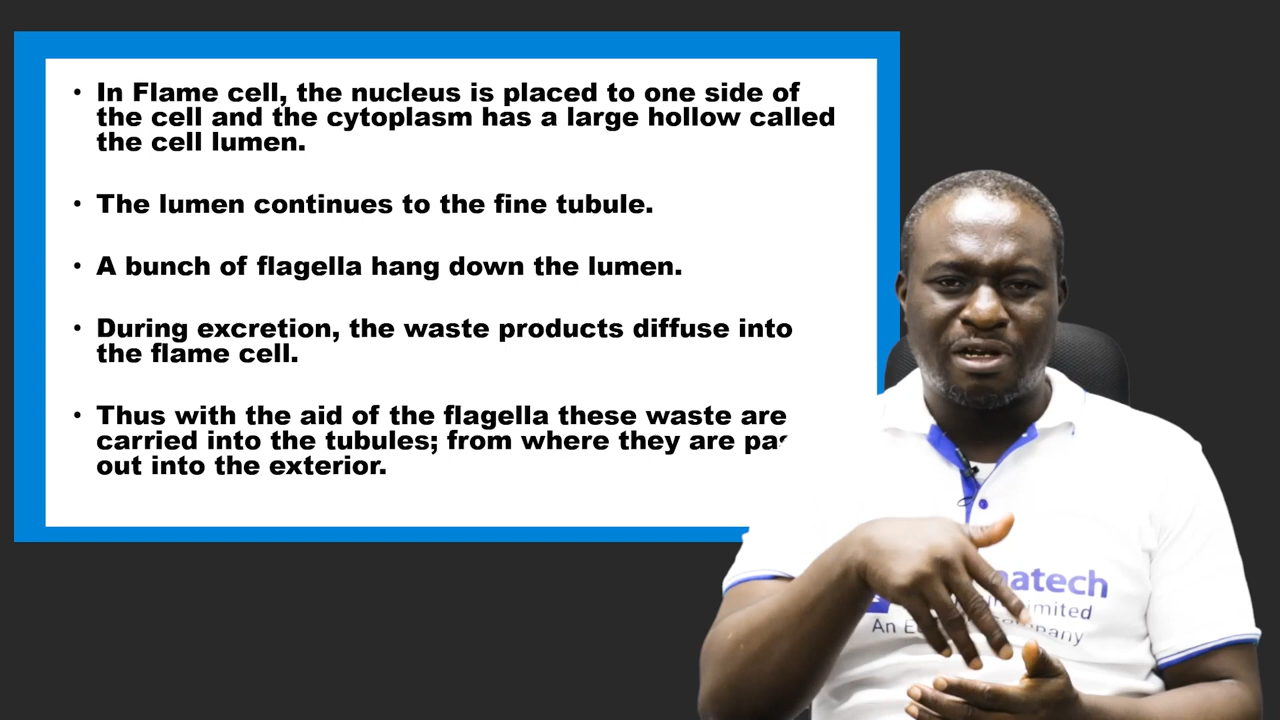 • In Flame cell, the nucleus is placed to one side of
the cell and the cytoplasm has a large hollow called
the cell lumen.
• The lumen continues to the fine tubule.
• A bunch of flagella hang down the lumen.
• During excretion, the waste products diffuse into
the flame cell.
• Thus with the aid of the flagella these waste are
carried into the tubules; from where they are
out into the exterior.
An